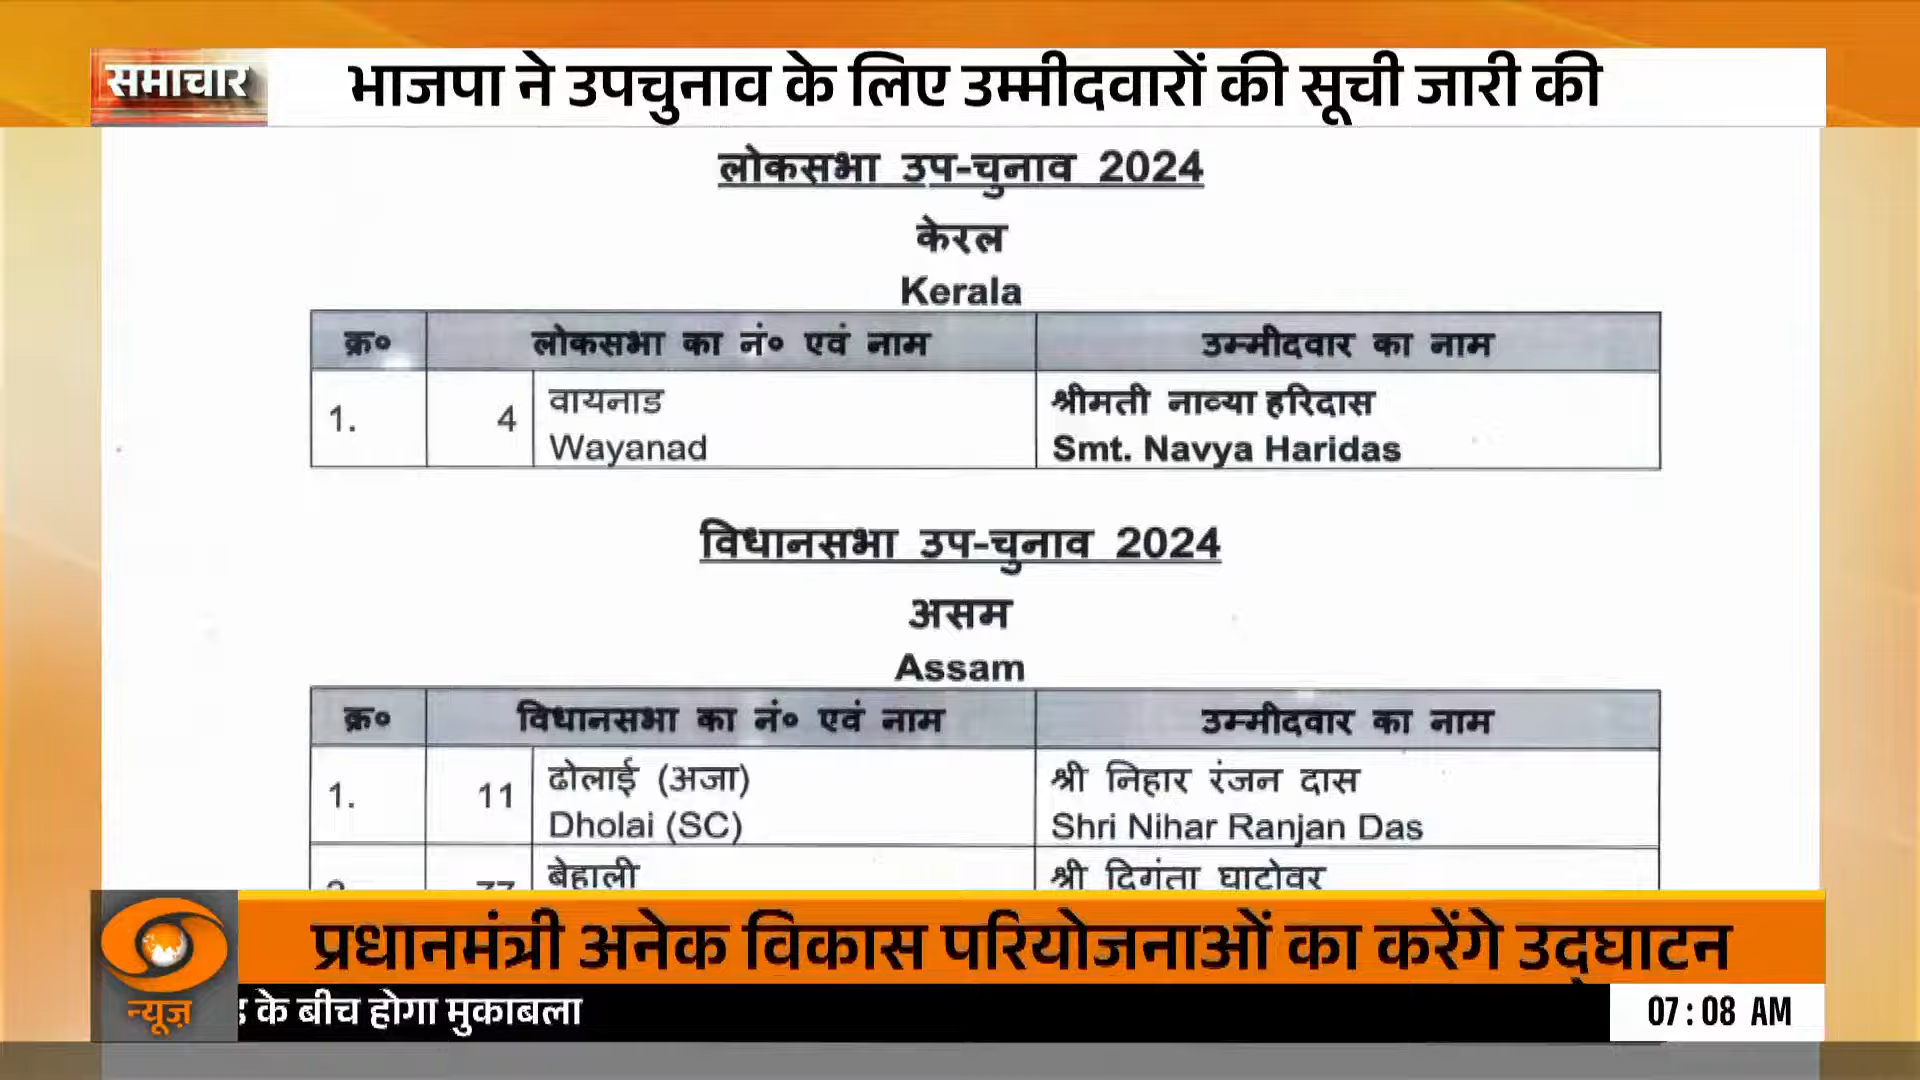 समाचार
भाजपा ने उपचुनाव के लिए उम्मीदवारों की सूची जारी की
लोकसभा उप-चुनाव 2024
केरल
Kerala
क्र० लोकसभा का नं० एवं नाम उम्मीदवार का नाम
1. 4 वायनाड श्रीमती नाव्या हरिदास
Wayanad Smt. Navya Haridas
विधानसभा उप-चुनाव 2024
असम
Assam
क्र० विधानसभा का नं० एवं नाम उम्मीदवार का नाम
1. 11 ढोलाई (अजा) श्री निहार रंजन दास
Dholai (SC) Shri Nihar Ranjan Das
बेहाली श्री दिगंता घाटोवर
प्रधानमंत्री अनेक विकास परियोजनाओं का करेंगे उद्घाटन
न्यूज़
के बीच होगा मुकाबला
07:08 AM